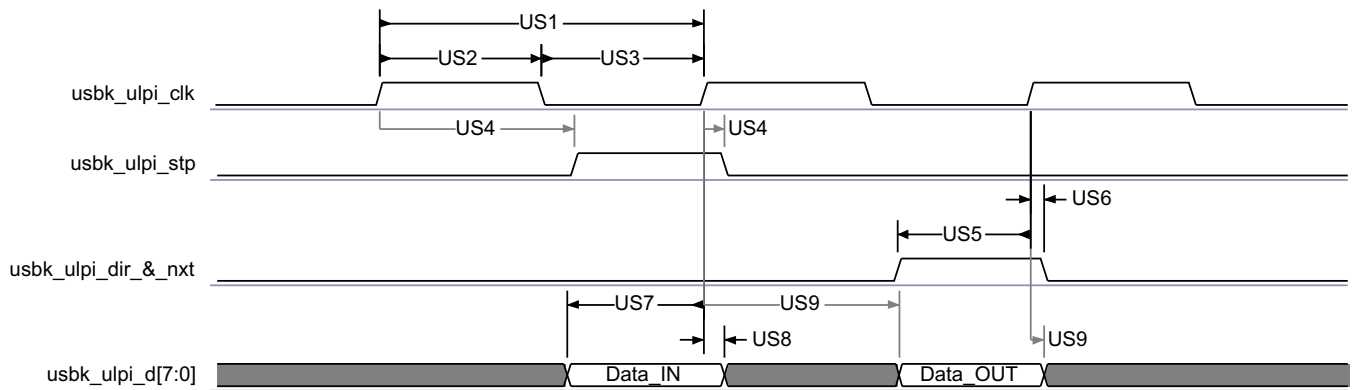 US1
US2 US3
usbk_ulpi_clk
US4 US4
usbk_ulpi_stp
US6
US5
usbk_ulpi_dir_&_nxt
US7 US9
US8 US9
usbk_ulpi_d[7:0] Data_IN Data_OUT